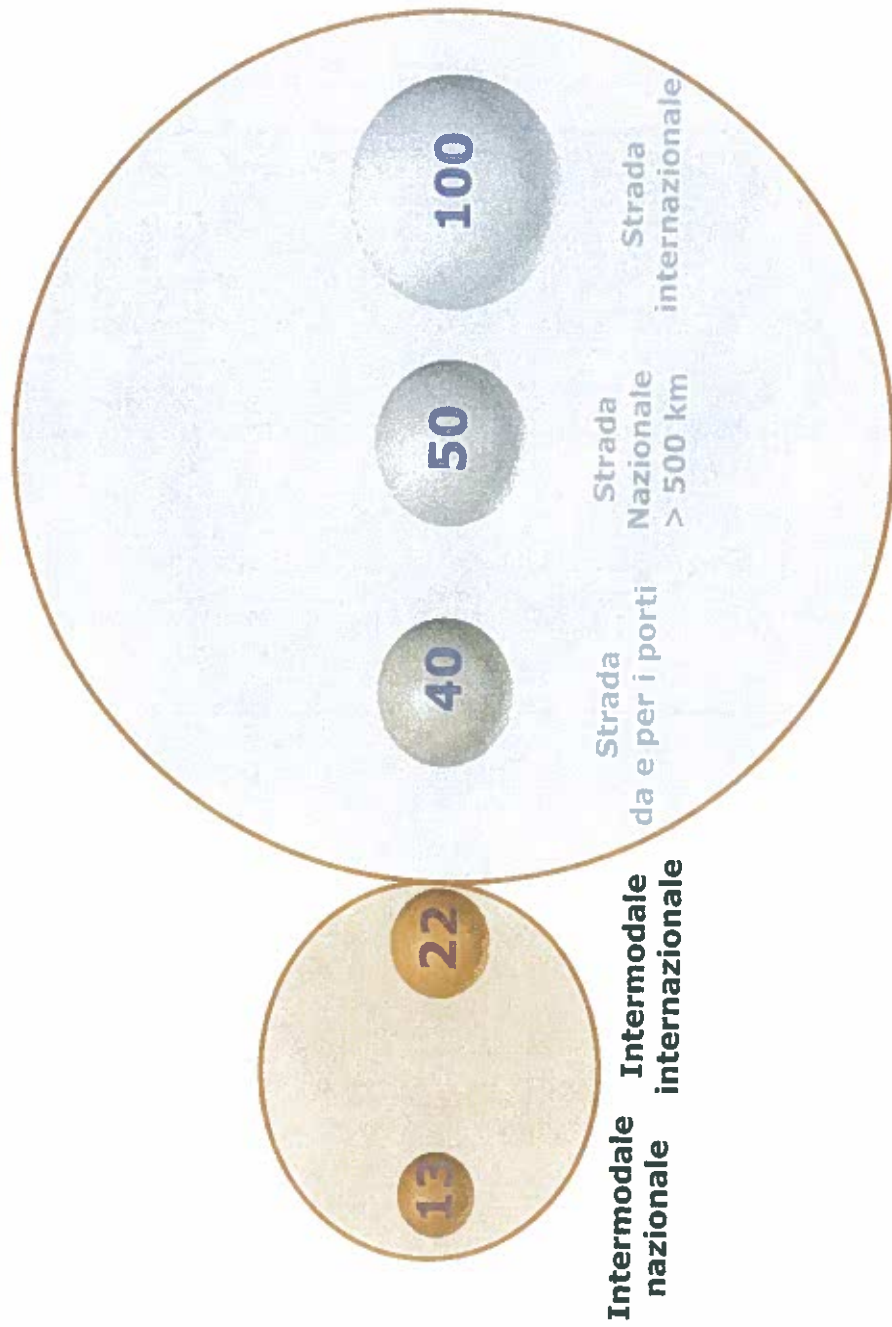 13
22
40
50
100
Intermodale
nazionale
Intermodale
internazionale
Strada
da e per i porti
Strada
Nazionale
> 500 km
Strada
internazionale